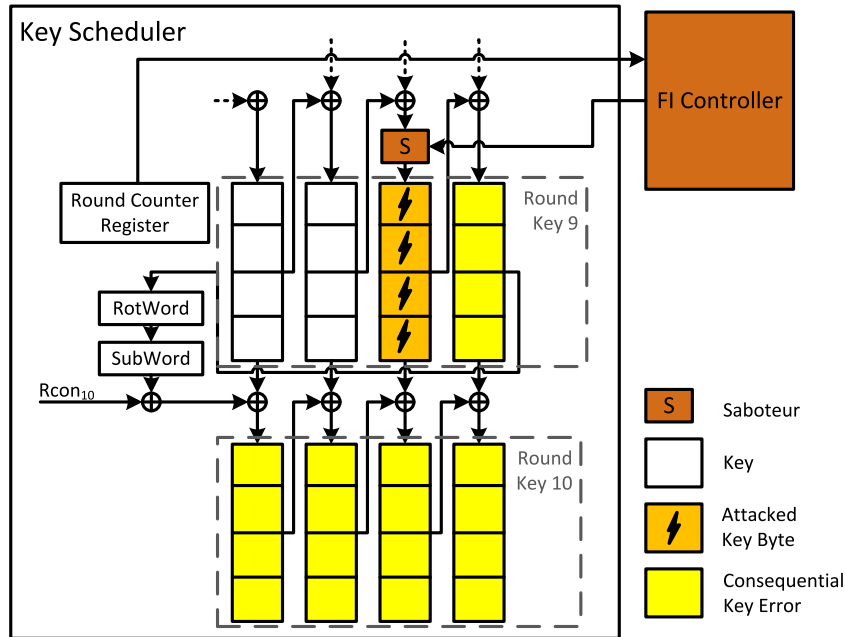 Key Scheduler
FI Controller
S
Round Counter
Register
Round
Key 9
RotWord
SubWord
Rcon₁₀
Round
Key 10
S
Saboteur
Key
Attacked
Key Byte
Consequential
Key Error